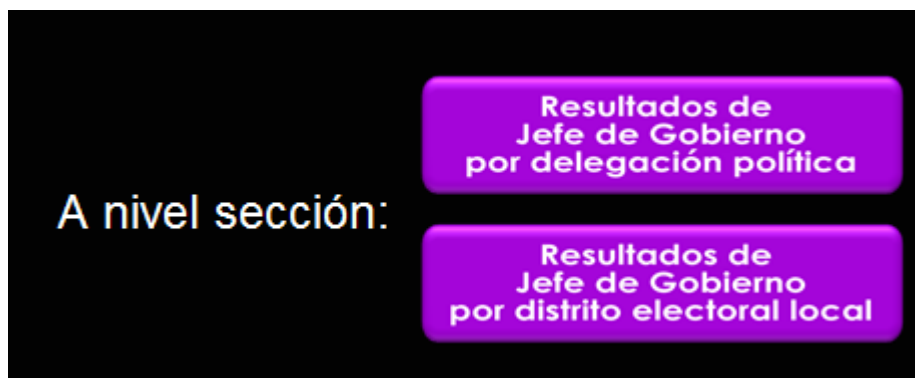 Resultados de
Jefe de Gobierno
por delegación política
A nivel sección:
Resultados de
Jefe de Gobierno
por distrito electoral local